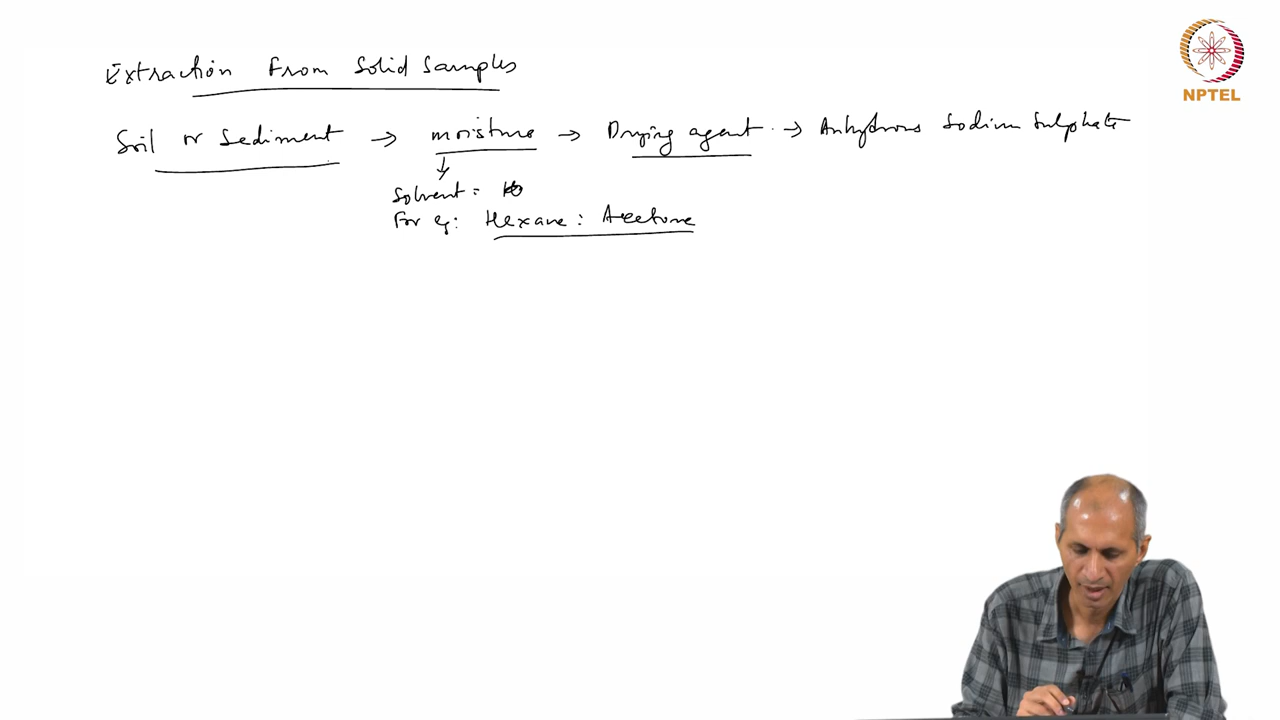 Extraction From Solid Samples
Soil or Sediment → moisture → Drying agent → Anhydrous Sodium Sulphate
↓
Solvent :
For eg: Hexane : Acetone
NPTEL